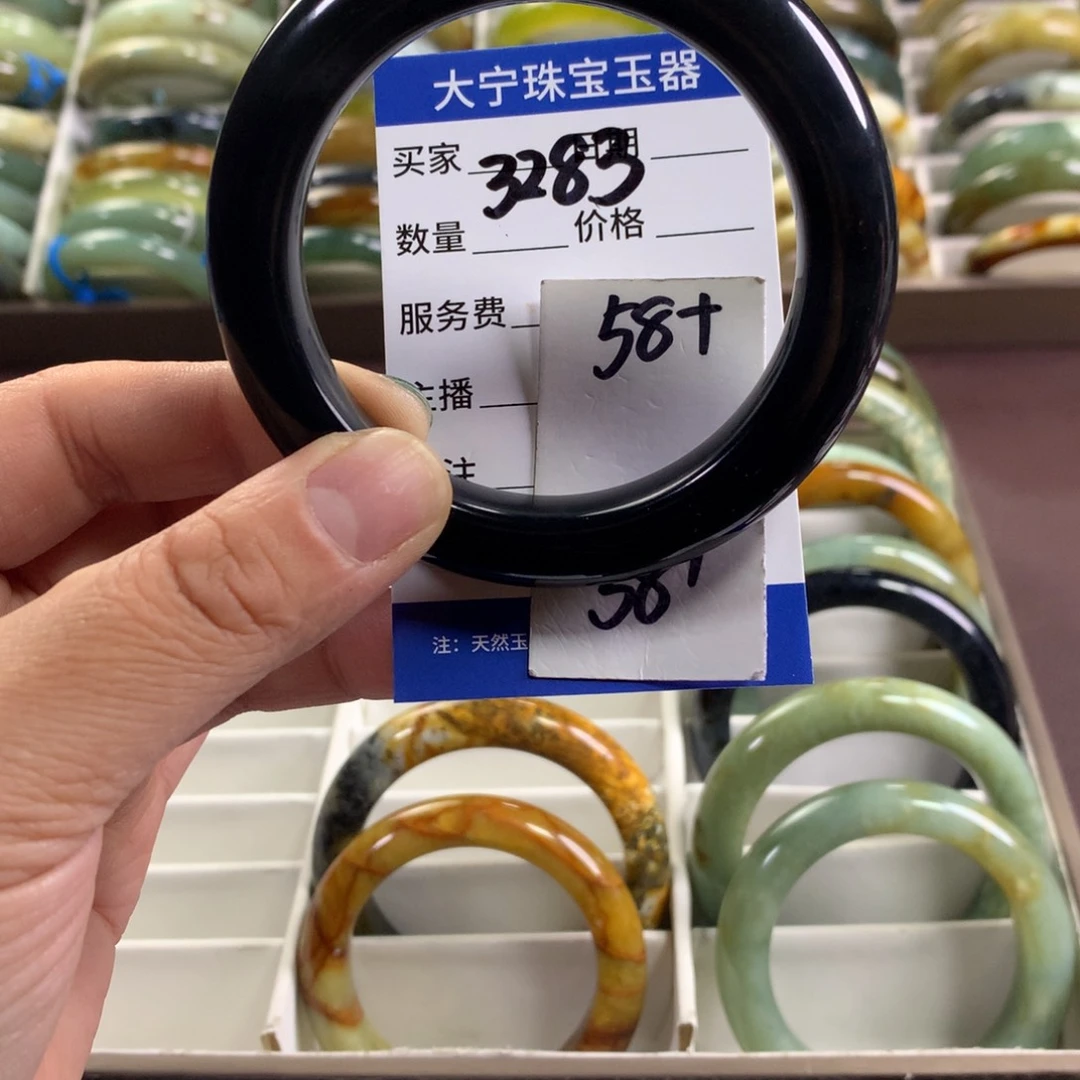 大宁珠宝玉器
买家 3283 日期
数量 价格
服务费
58+
主播
注
58+
注：天然玉